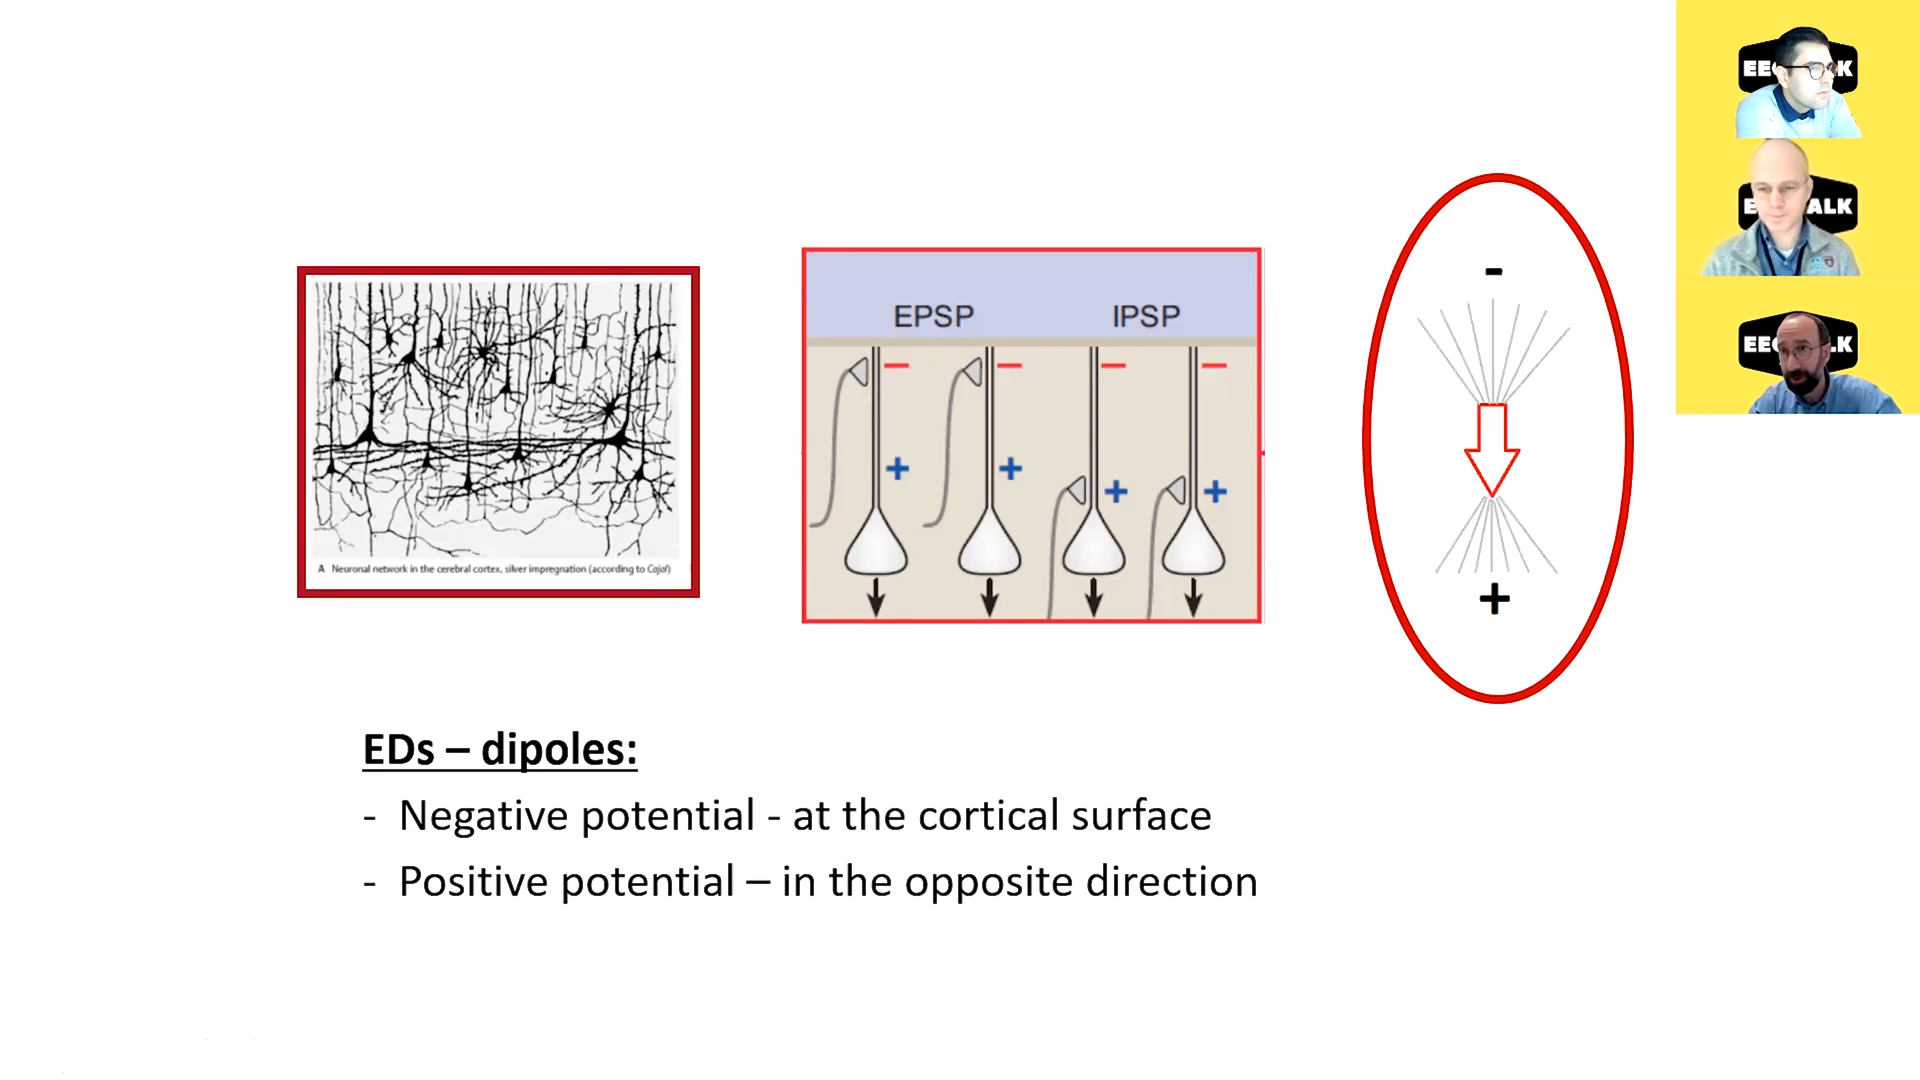 EPSP IPSP
A Neuronal network in the cerebral cortex, silver impregnation (according to Cajal)
-
+
EDs – dipoles:
- Negative potential - at the cortical surface
- Positive potential – in the opposite direction